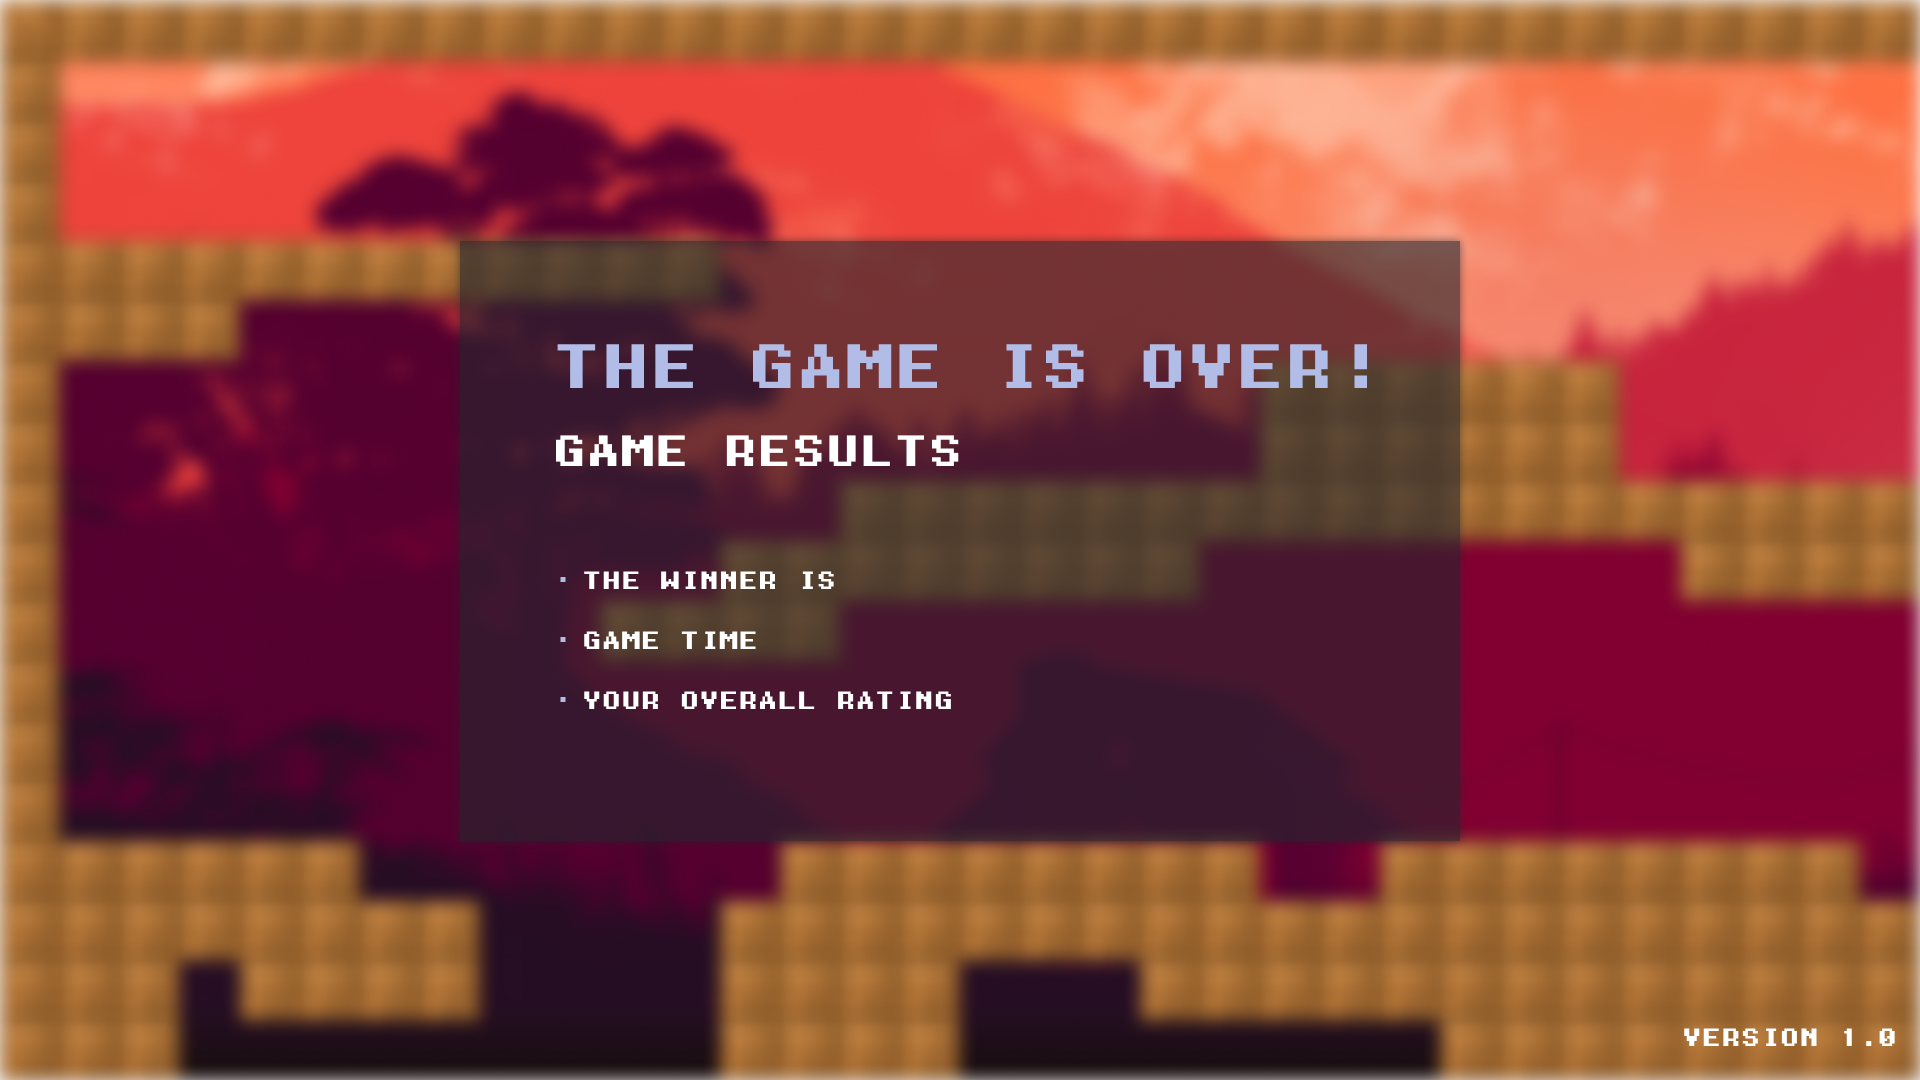 THE GAME IS OVER!
GAME RESULTS
· THE WINNER IS
· GAME TIME
· YOUR OVERALL RATING
VERSION 1.0